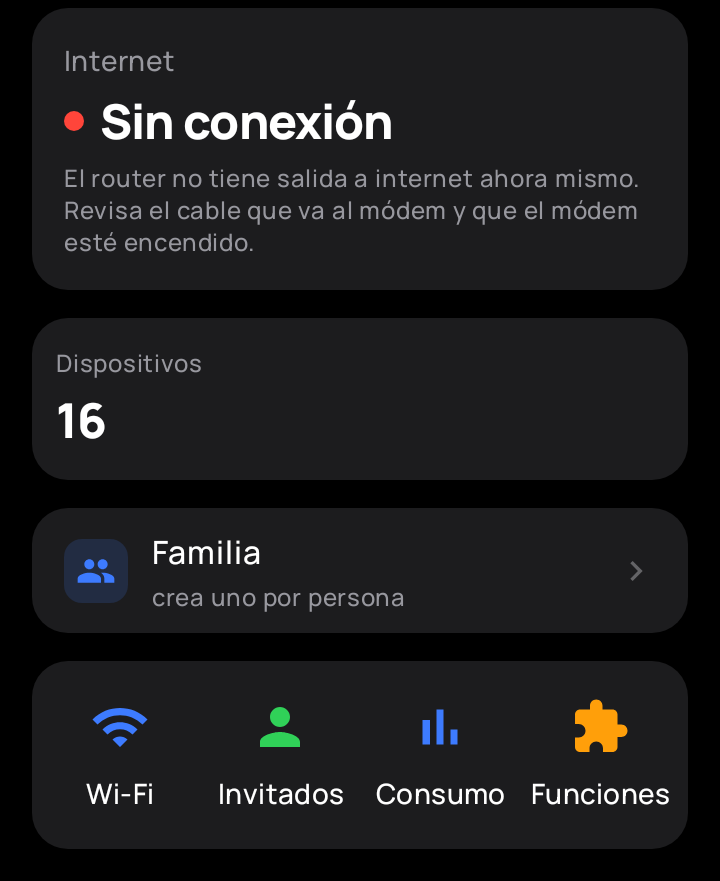 Internet
Sin conexión
El router no tiene salida a internet ahora mismo.
Revisa el cable que va al módem y que el módem
esté encendido.
Dispositivos
16
Familia
crea uno por persona
Wi-Fi Invitados Consumo Funciones